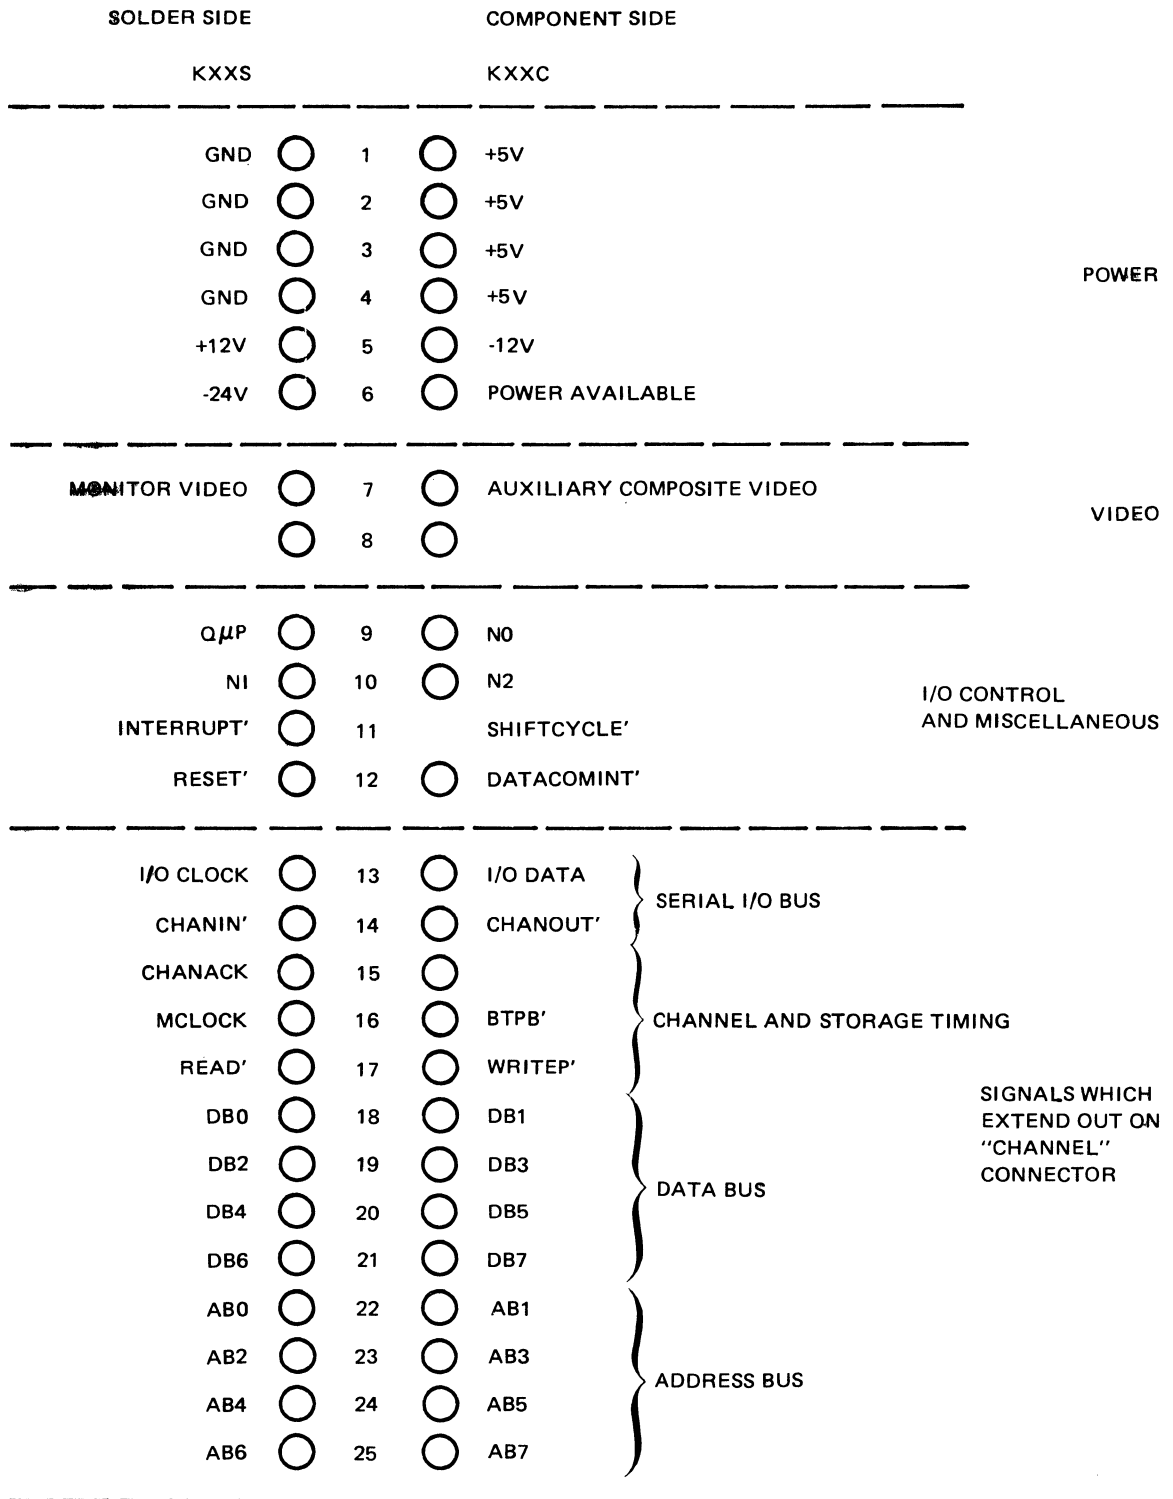 SOLDER SIDE COMPONENT SIDE
KXXS KXXC
GND 1 +5V
GND 2 +5V
GND 3 +5V
POWER
GND 4 +5V
+12V 5 -12V
-24V 6 POWER AVAILABLE
MONITOR VIDEO 7 AUXILIARY COMPOSITE VIDEO
VIDEO
8
QμP 9 N0
NI 10 N2
I/O CONTROL
AND MISCELLANEOUS
INTERRUPT' 11 SHIFTCYCLE'
RESET' 12 DATACOMINT'
I/O CLOCK 13 I/O DATA
SERIAL I/O BUS
CHANIN' 14 CHANOUT'
CHANACK 15
MCLOCK 16 BTPB' CHANNEL AND STORAGE TIMING
READ' 17 WRITEP'
SIGNALS WHICH
EXTEND OUT ON
"CHANNEL"
CONNECTOR
DB0 18 DB1
DB2 19 DB3
DATA BUS
DB4 20 DB5
DB6 21 DB7
AB0 22 AB1
AB2 23 AB3
ADDRESS BUS
AB4 24 AB5
AB6 25 AB7